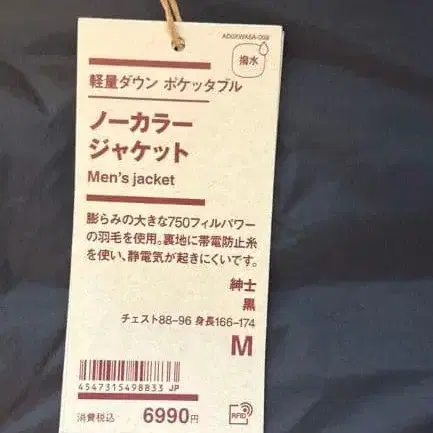 撥水
軽量ダウン ポケッタブル
ノーカラー
ジャケット
Men's jacket
膨らみの大きな750フィルパワー
の羽毛を使用。裏地に帯電防止糸
を使い、静電気が起きにくいです。
紳士
黒
チェスト88-96 身長166-174
M
4547315498833 JP
消費税込 6990円
RFID